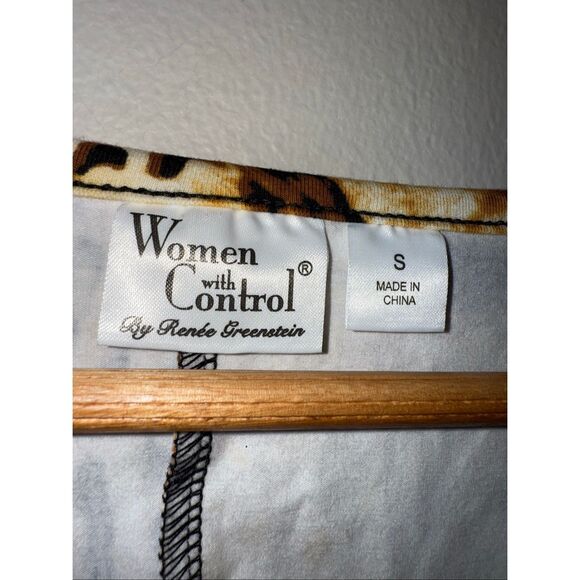 Women
with
Control®
By Renée Greenstein
S
MADE IN
CHINA